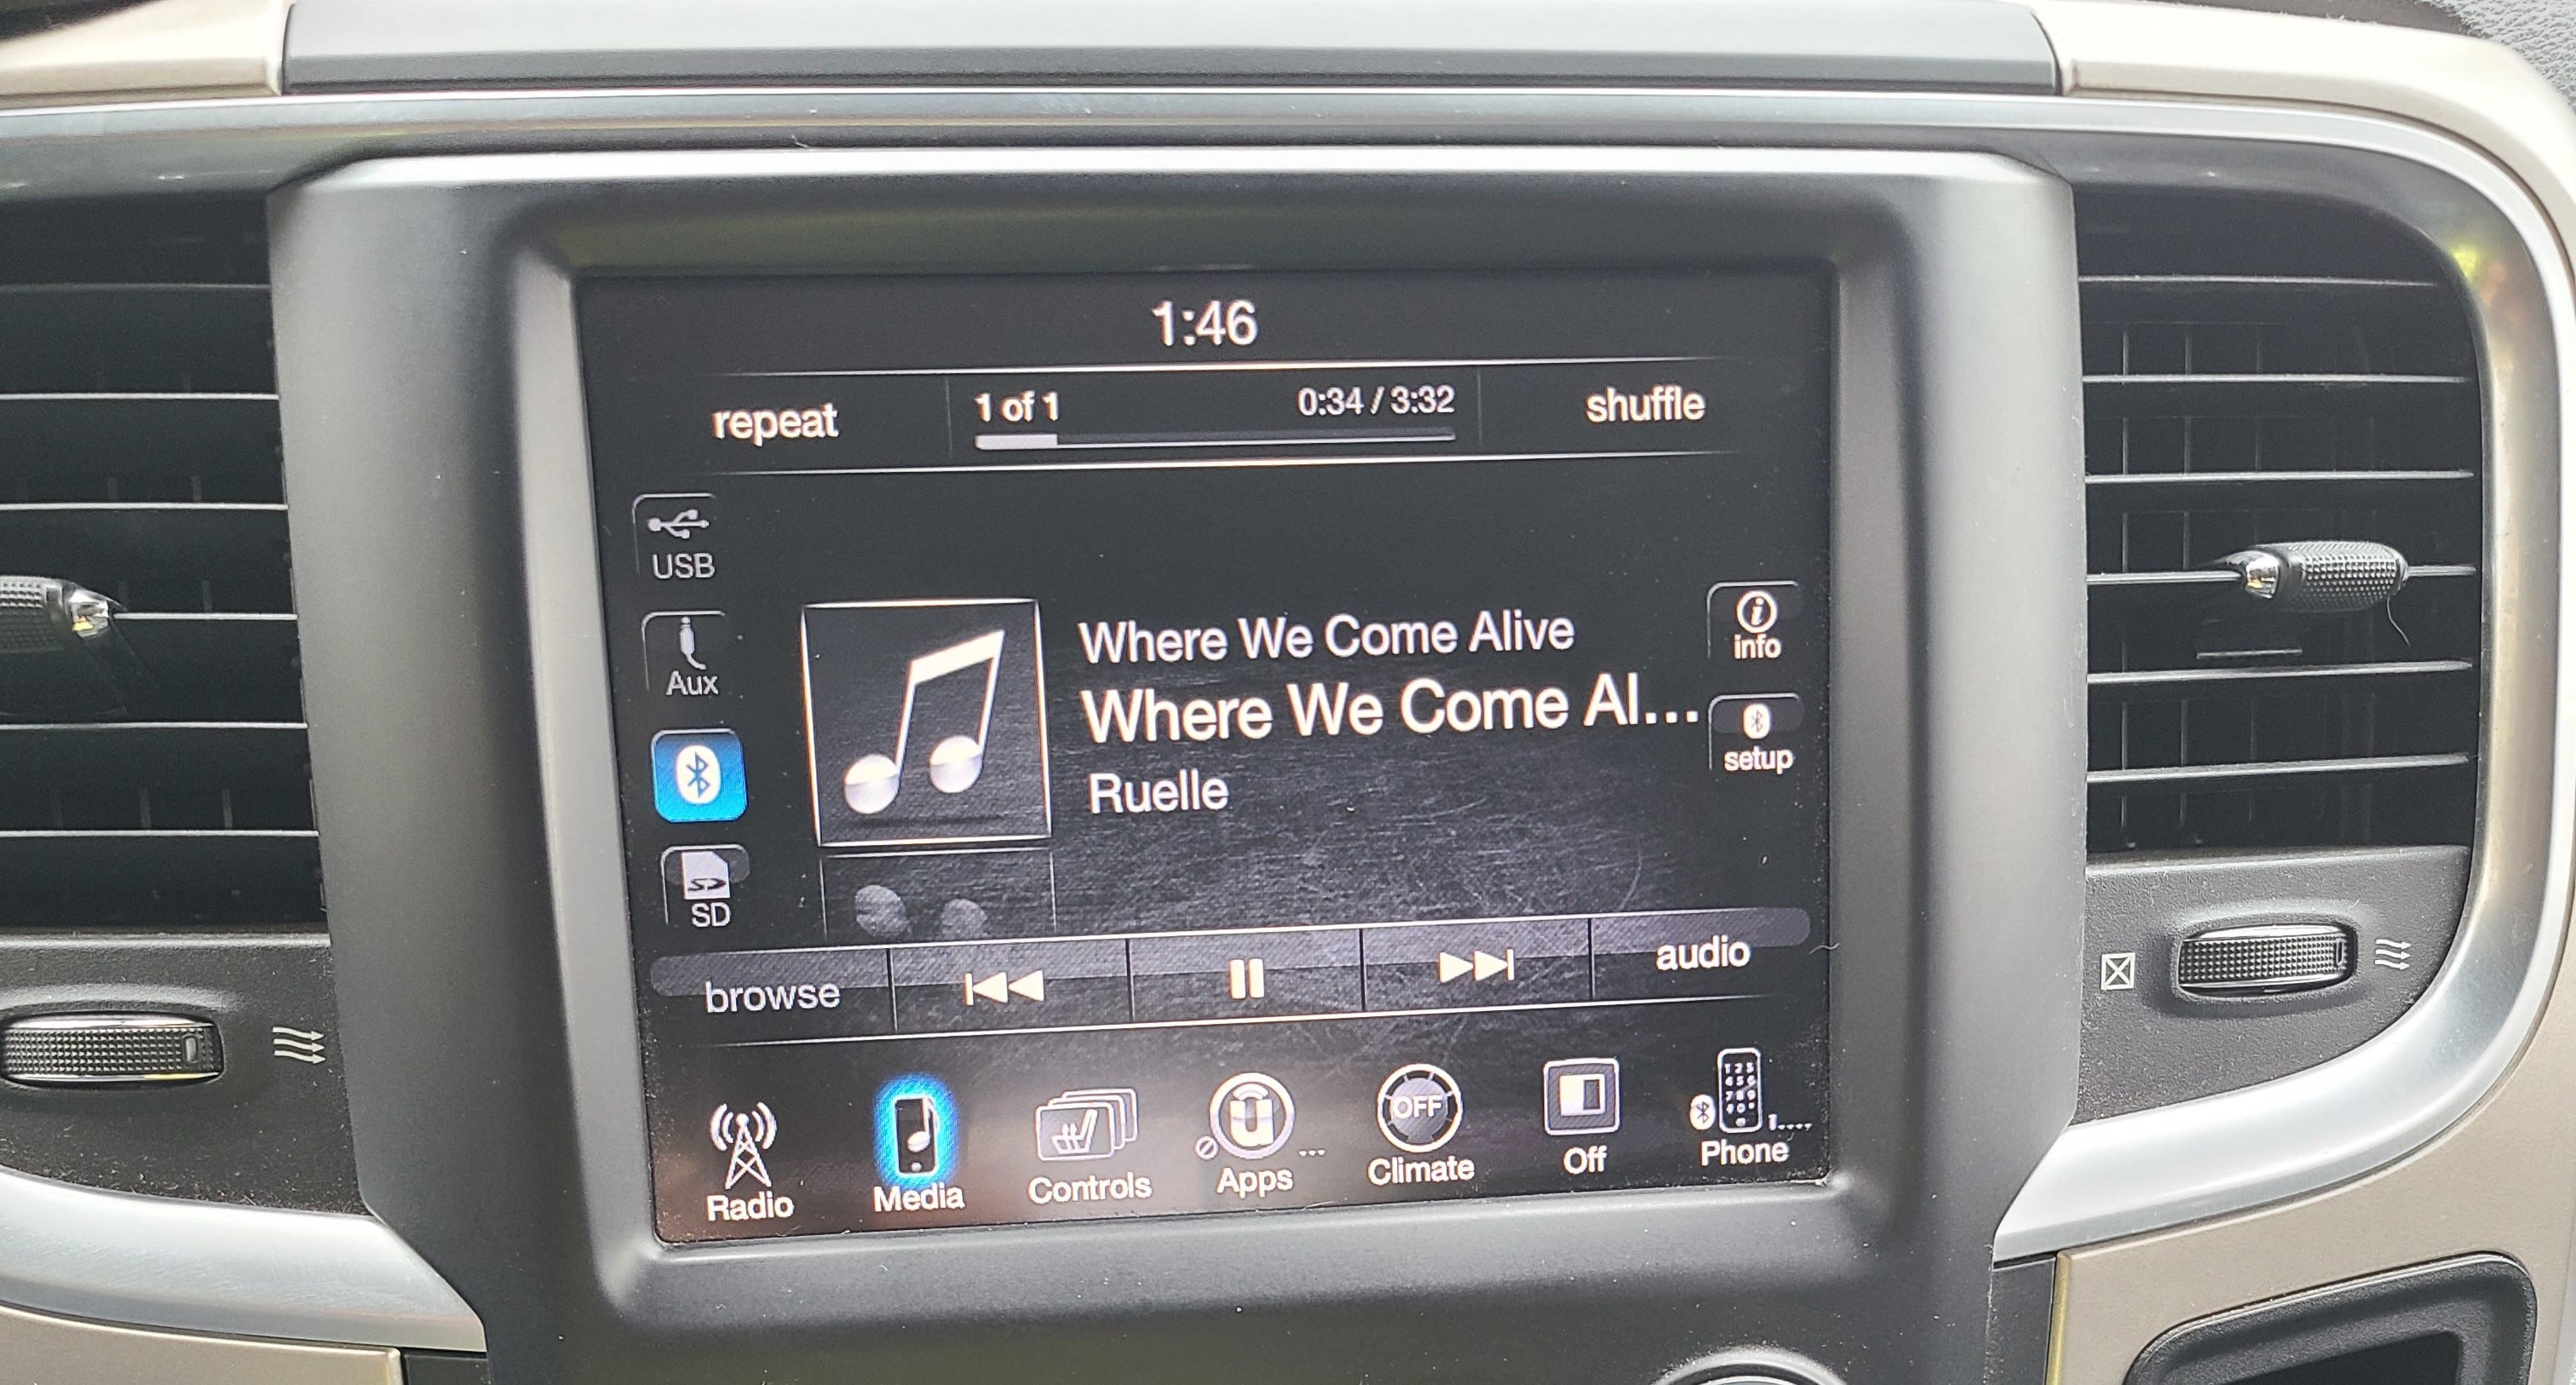 1:46
repeat
1 of 1
0:34 / 3:32
shuffle
USB
Aux
SD
Where We Come Alive
Where We Come Al...
Ruelle
info
setup
browse
audio
Radio
Media
Controls
u
...
Apps
OFF
Climate
Off
1....
Phone